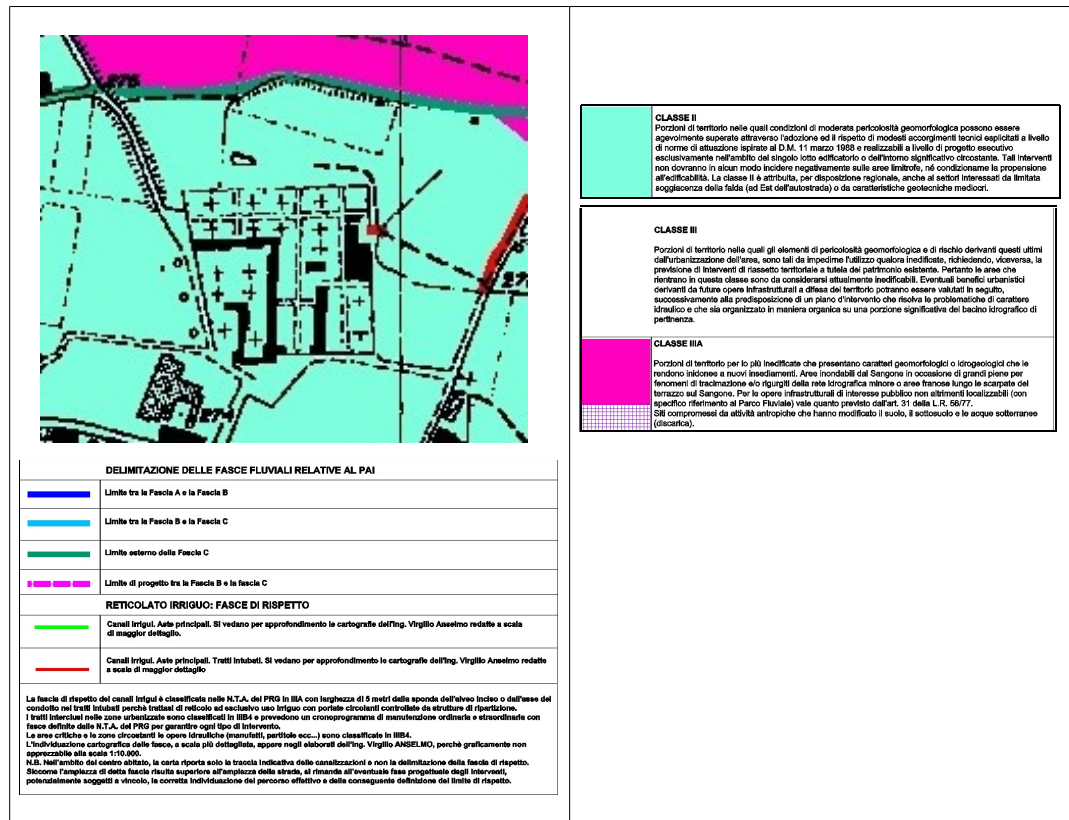 275
27
274
DELIMITAZIONE DELLE FASCE FLUVIALI RELATIVE AL PAI
Limite tra la Fascia A e la Fascia B
Limite tra la Fascia B e la Fascia C
Limite esterno della Fascia C
Limite di progetto tra la Fascia B e la fascia C
RETICOLATO IRRIGUO: FASCE DI RISPETTO
Canali irrigui. Aste principali. Si vedano per approfondimento le cartografie dell'ing. Virgilio Anselmo redatte a scala
di maggior dettaglio.
Canali irrigui. Aste principali. Tratti intubati. Si vedano per approfondimento le cartografie dell'ing. Virgilio Anselmo redatte
a scala di maggior dettaglio
La fascia di rispetto dei canali irrigui è classificata nelle N.T.A. del PRG in IIIA con larghezza di 5 metri dalla sponda dell'alveo inciso o dall'asse del
condotto nei tratti intubati perchè trattasi di reticolo ad esclusivo uso irriguo con portate circolanti controllate da strutture di ripartizione.
I tratti interclusi nelle zone urbanizzate sono classificati in IIIB4 e prevedono un cronoprogramma di manutenzione ordinaria e straordinaria con
fasce definite dalle N.T.A. del PRG per garantire ogni tipo di intervento.
Le aree critiche e le zone circostanti le opere idrauliche (manufatti, partitoie ecc...) sono classificate in IIIB4.
L'individuazione cartografica delle fasce, a scala più dettagliata, appare negli elaborati dell'ing. Virgilio ANSELMO, perchè graficamente non
apprezzabile alla scala 1:10.000.
N.B. Nell'ambito del centro abitato, la carta riporta solo la traccia indicativa delle canalizzazioni e non la delimitazione della fascia di rispetto.
Siccome l'ampiezza di detta fascia risulta superiore all'ampiezza della strada, si rimanda all'eventuale fase progettuale degli interventi,
potenzialmente soggetti a vincolo, la corretta individuazione del percorso effettivo e della conseguente definizione del limite di rispetto.
CLASSE II
Porzioni di territorio nelle quali condizioni di moderata pericolosità geomorfologica possono essere
agevolmente superate attraverso l'adozione ed il rispetto di modesti accorgimenti tecnici esplicitati a livello
di norme di attuazione ispirate al D.M. 11 marzo 1988 e realizzabili a livello di progetto esecutivo
esclusivamente nell'ambito del singolo lotto edificatorio o dell'intorno significativo circostante. Tali interventi
non dovranno in alcun modo incidere negativamente sulle aree limitrofe, né condizionarne la propensione
all'edificabilità. La classe II è attribuita, per disposizione regionale, anche ai settori interessati da limitata
soggiacenza della falda (ad Est dell'autostrada) o da caratteristiche geotecniche mediocri.
CLASSE III
Porzioni di territorio nelle quali gli elementi di pericolosità geomorfologica e di rischio derivanti questi ultimi
dall'urbanizzazione dell'area, sono tali da impedirne l'utilizzo qualora inedificate, richiedendo, viceversa, la
previsione di interventi di riassetto territoriale a tutela del patrimonio esistente. Pertanto le aree che
rientrano in questa classe sono da considerarsi attualmente inedificabili. Eventuali benefici urbanistici
derivanti da future opere infrastrutturali a difesa del territorio potranno essere valutati in seguito,
successivamente alla predisposizione di un piano d'intervento che risolva le problematiche di carattere
idraulico e che sia organizzato in maniera organica su una porzione significativa del bacino idrografico di
pertinenza.
CLASSE IIIA
Porzioni di territorio per lo più inedificate che presentano caratteri geomorfologici o idrogeologici che le
rendono inidonee a nuovi insediamenti. Aree inondabili dal Sangone in occasione di grandi piene per
fenomeni di tracimazione e/o rigurgiti della rete idrografica minore o aree franose lungo le scarpate del
terrazzo sul Sangone. Per le opere infrastrutturali di interesse pubblico non altrimenti localizzabili (con
specifico riferimento al Parco Fluviale) vale quanto previsto dall'art. 31 della L.R. 56/77.
Siti compromessi da attività antropiche che hanno modificato il suolo, il sottosuolo e le acque sotterranee
(discarica).